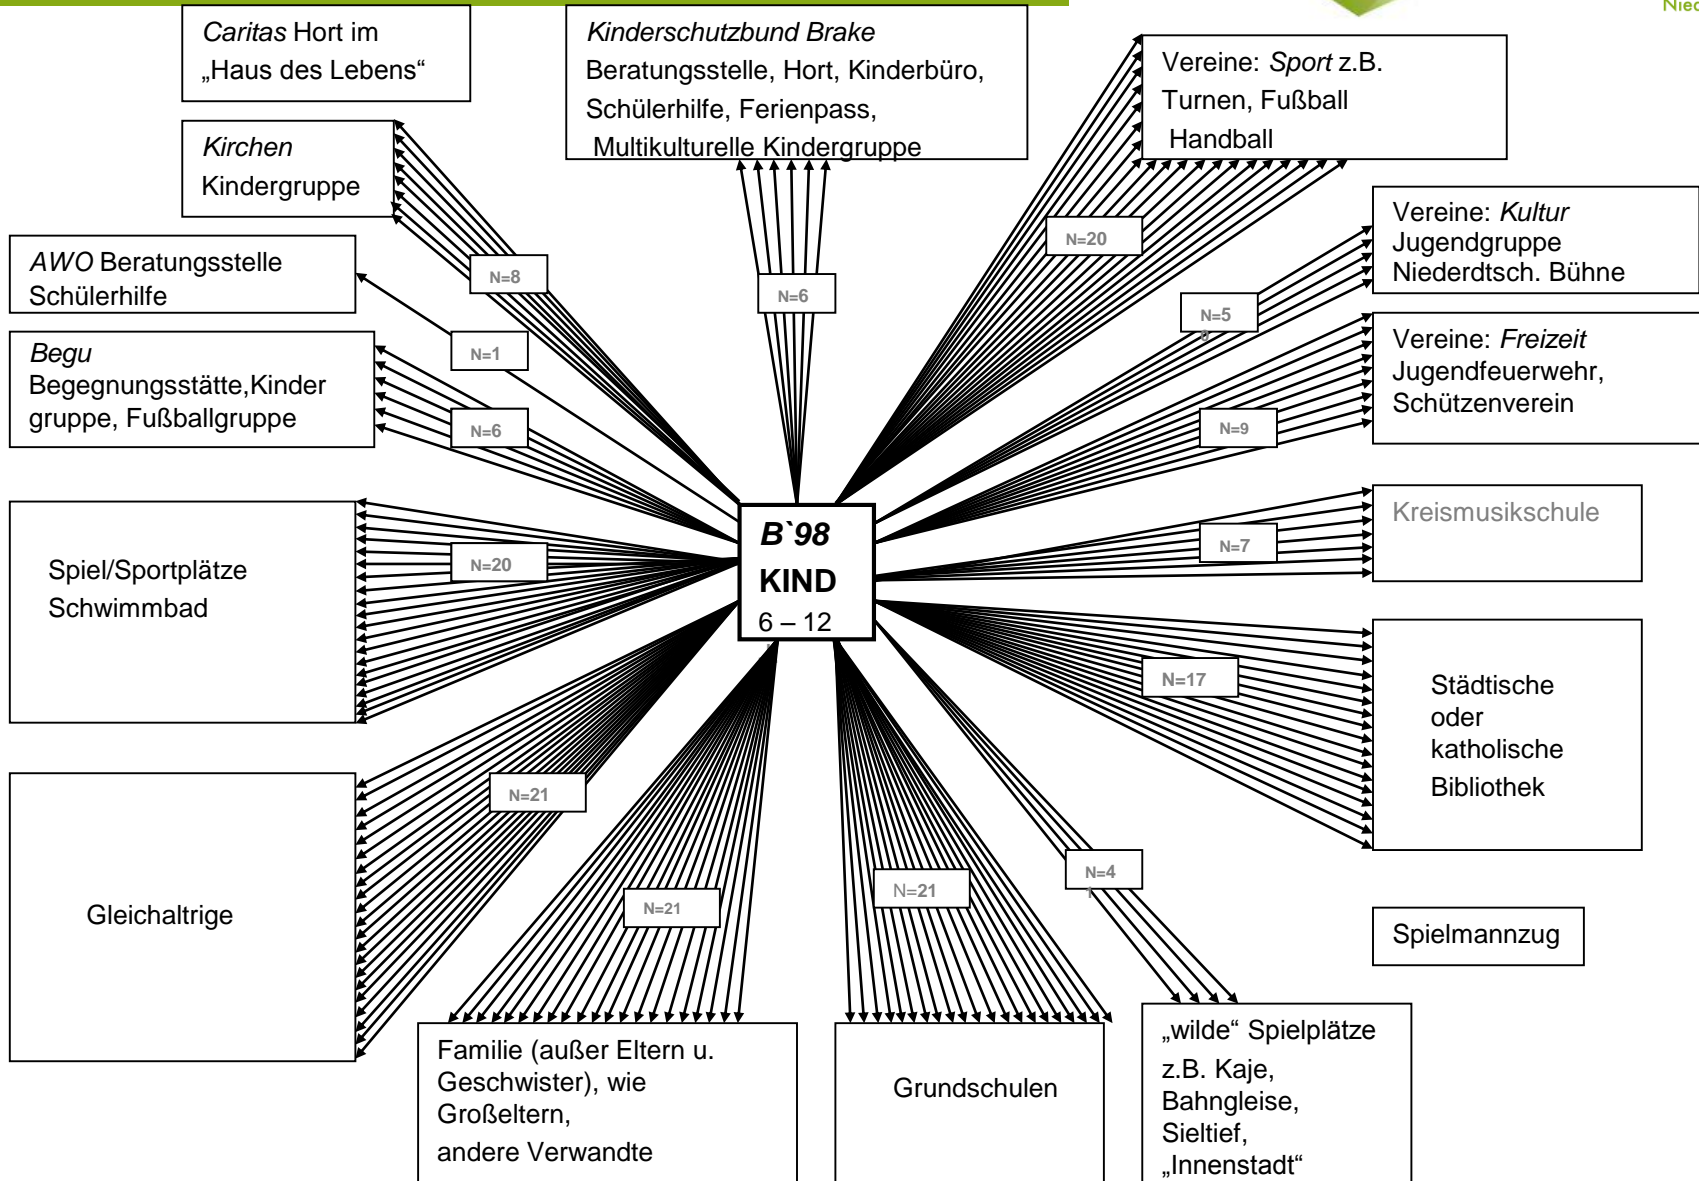 Nied
Caritas Hort im
„Haus des Lebens“
Kinderschutzbund Brake
Beratungsstelle, Hort, Kinderbüro,
Schülerhilfe, Ferienpass,
Multikulturelle Kindergruppe
Vereine: Sport z.B.
Turnen, Fußball
Handball
Kirchen
Kindergruppe
Vereine: Kultur
Jugendgruppe
Niederdtsch. Bühne
AWO Beratungsstelle
Schülerhilfe
N=8
N=6
N=20
N=5
Begu
Begegnungsstätte,Kinder
gruppe, Fußballgruppe
N=1
N=6
Vereine: Freizeit
Jugendfeuerwehr,
Schützenverein
N=9
Kreismusikschule
N=7
B`98
KIND
6 – 12
Spiel/Sportplätze
Schwimmbad
N=20
Städtische
oder
katholische
Bibliothek
N=17
Gleichaltrige
N=21
N=21
N=21
N=4
Spielmannzug
Familie (außer Eltern u.
Geschwister), wie
Großeltern,
andere Verwandte
Grundschulen
„wilde“ Spielplätze
z.B. Kaje,
Bahngleise,
Sieltief,
„Innenstadt“